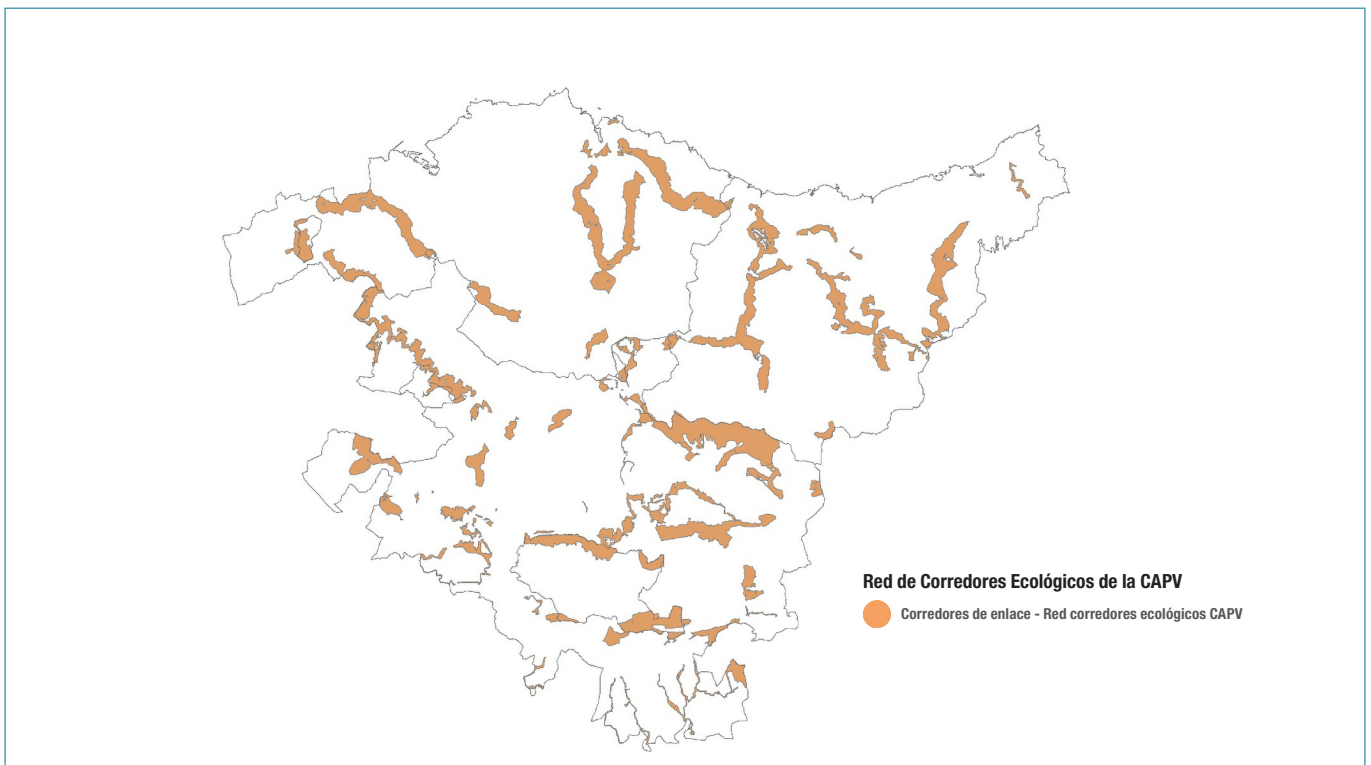 Red de Corredores Ecológicos de la CAPV
Corredores de enlace - Red corredores ecológicos CAPV